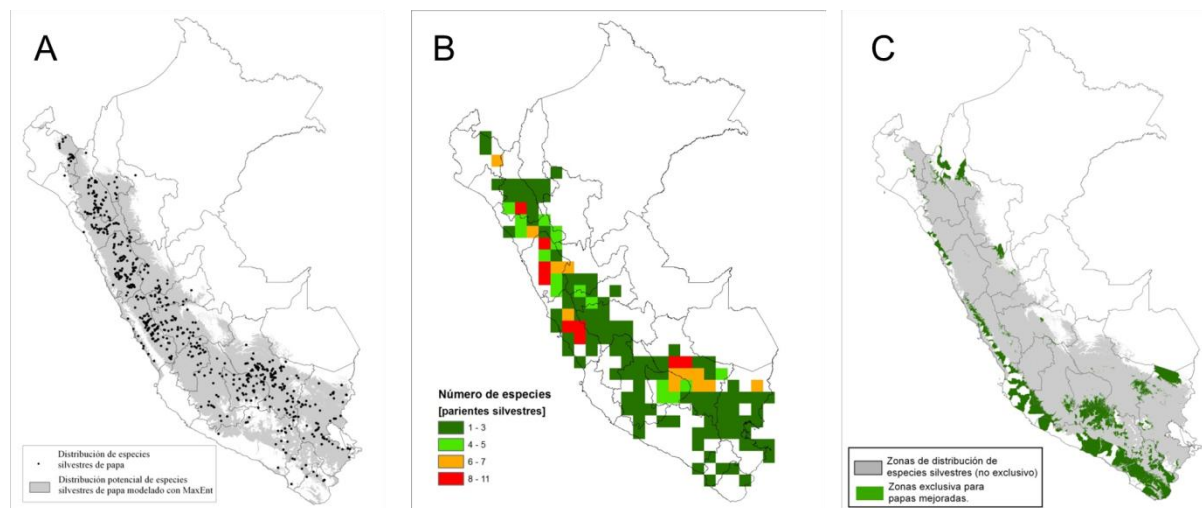 A
Distribución de especies
silvestres de papa
Distribución potencial de especies
silvestres de papa modelado con MaxEnt
B
Número de especies
[parientes silvestres]
1 - 3
4 - 5
6 - 7
8 - 11
C
Zonas de distribución de
especies silvestres (no exclusivo)
Zonas exclusiva para
papas mejoradas.